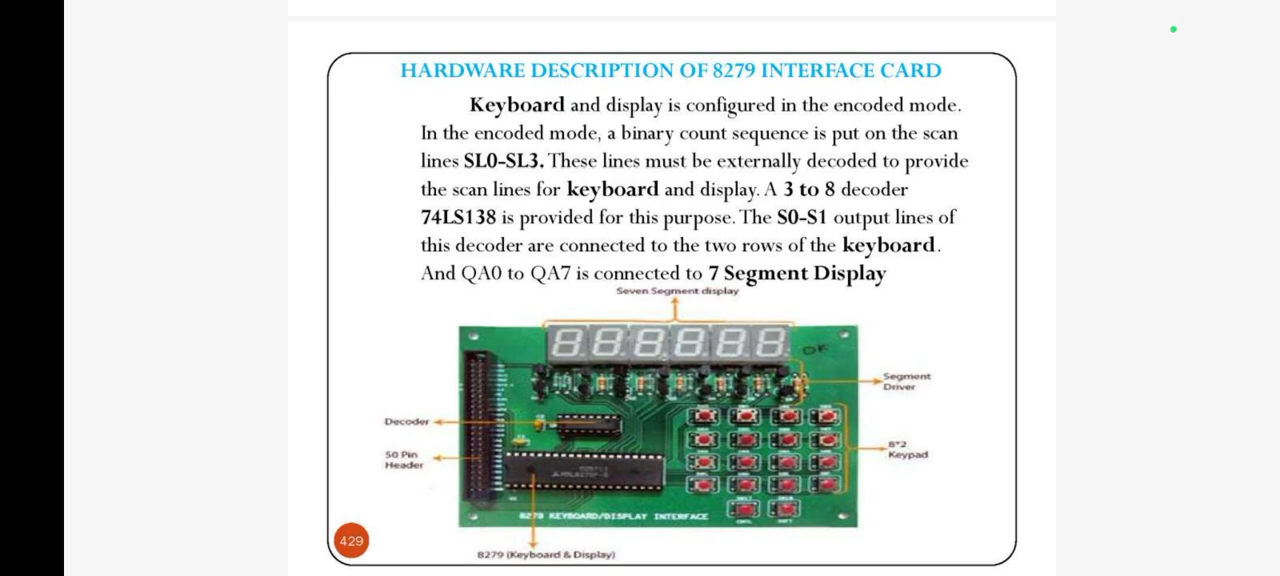 HARDWARE DESCRIPTION OF 8279 INTERFACE CARD
Keyboard and display is configured in the encoded mode.
In the encoded mode, a binary count sequence is put on the scan
lines SL0-SL3. These lines must be externally decoded to provide
the scan lines for keyboard and display. A 3 to 8 decoder
74LS138 is provided for this purpose. The S0-S1 output lines of
this decoder are connected to the two rows of the keyboard.
And QA0 to QA7 is connected to 7 Segment Display
Seven Segment display
OK
Segment
Driver
Decoder
50 Pin
Header
8*2
Keypad
8279 KEYBOARD/DISPLAY INTERFACE
429
8279 (Keyboard & Display)